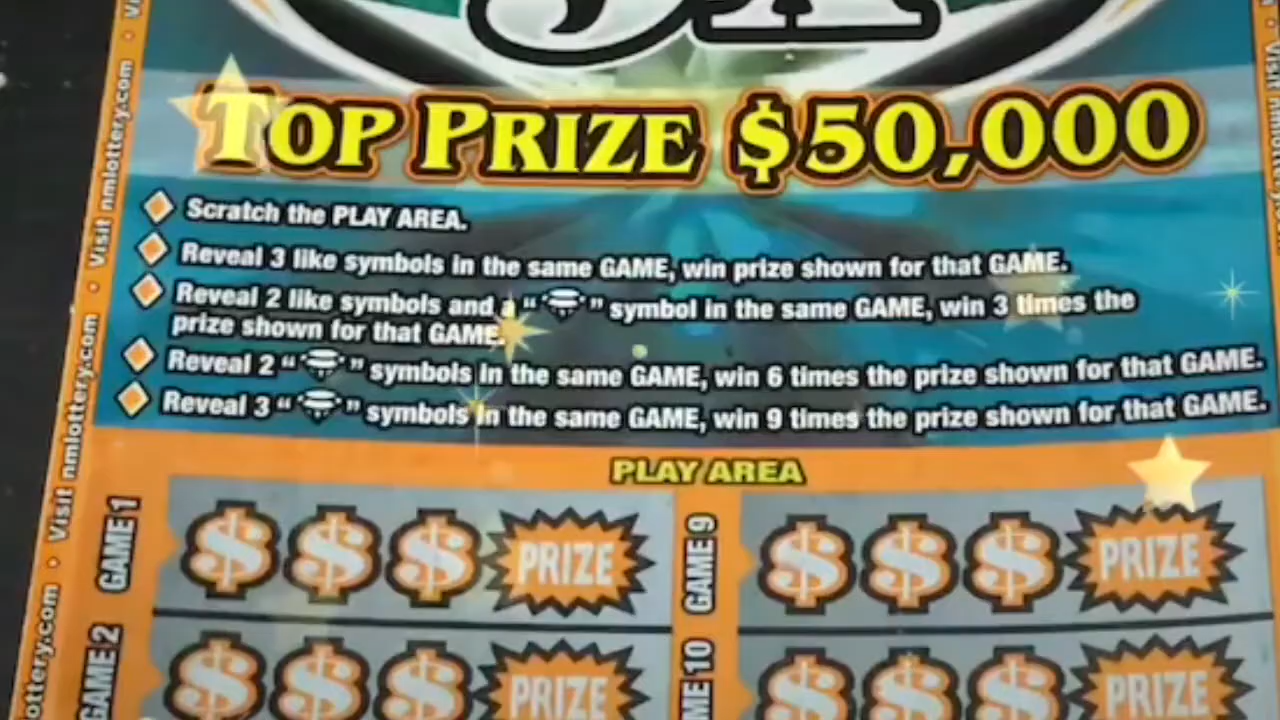 TOP PRIZE $50,000
Scratch the PLAY AREA.
Reveal 3 like symbols in the same GAME, win prize shown for that GAME.
Reveal 2 like symbols and a " " symbol in the same GAME, win 3 times the
prize shown for that GAME.
Reveal 2 " " symbols in the same GAME, win 6 times the prize shown for that GAME.
Reveal 3 " " symbols in the same GAME, win 9 times the prize shown for that GAME.
PLAY AREA
GAME 1
$ $ $ PRIZE
GAME 9
$ $ $ PRIZE
GAME 2
$ $ $ PRIZE
GAME 10
$ $ $ PRIZE
Visit nmlottery.com • Visit nmlottery.com